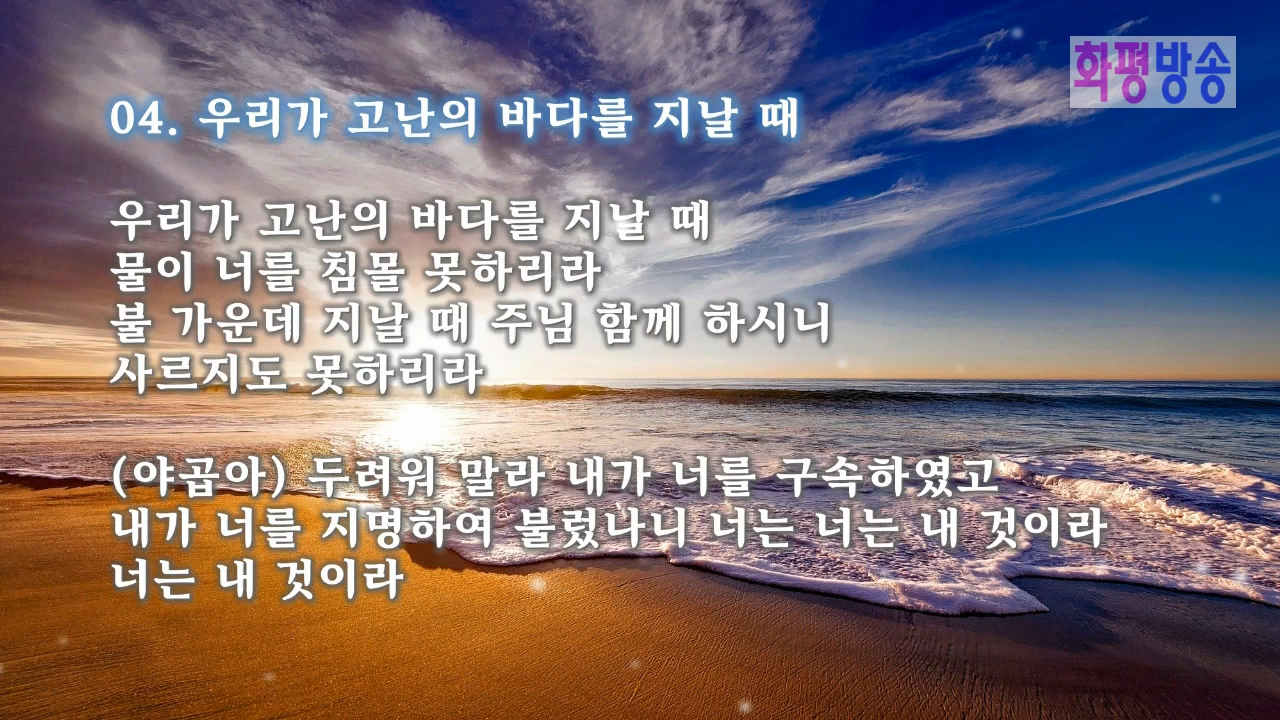 화평방송
04. 우리가 고난의 바다를 지날 때
우리가 고난의 바다를 지날 때
물이 너를 침몰 못하리라
불 가운데 지날 때 주님 함께 하시니
사르지도 못하리라
(야곱아) 두려워 말라 내가 너를 구속하였고
내가 너를 지명하여 불렀나니 너는 너는 내 것이라
너는 내 것이라